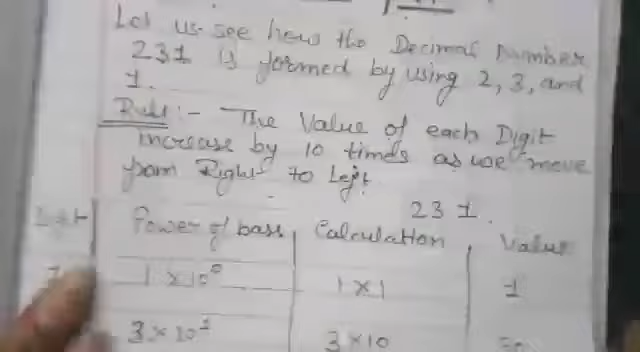 Let us see how the Decimal Number
231 is formed by using 2, 3, and
1.
Rule :- The Value of each Digit
increase by 10 times as we move
from Right to Left.
231.
Power of base Calculation Value
1 × 10⁰ 1 × 1 1
3 × 10¹ 3 × 10